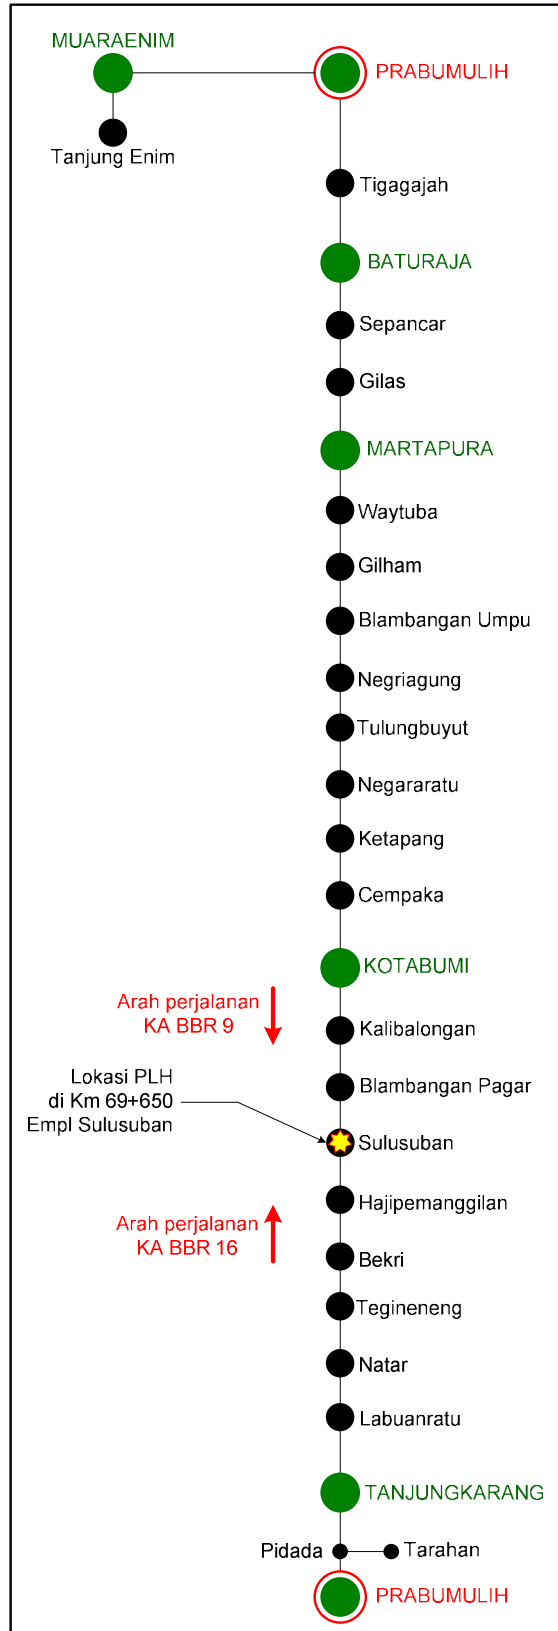 MUARAENIM
PRABUMULIH
Tanjung Enim
Tigagajah
BATURAJA
Sepancar
Gilas
MARTAPURA
Waytuba
Gilham
Blambangan Umpu
Negriagung
Tulungbuyut
Negararatu
Ketapang
Cempaka
KOTABUMI
Arah perjalanan
KA BBR 9
Kalibalongan
Lokasi PLH
di Km 69+650
Empl Sulusuban
Blambangan Pagar
Sulusuban
Hajipemanggilan
Arah perjalanan
KA BBR 16
Bekri
Tegineneng
Natar
Labuanratu
TANJUNGKARANG
Pidada
Tarahan
PRABUMULIH